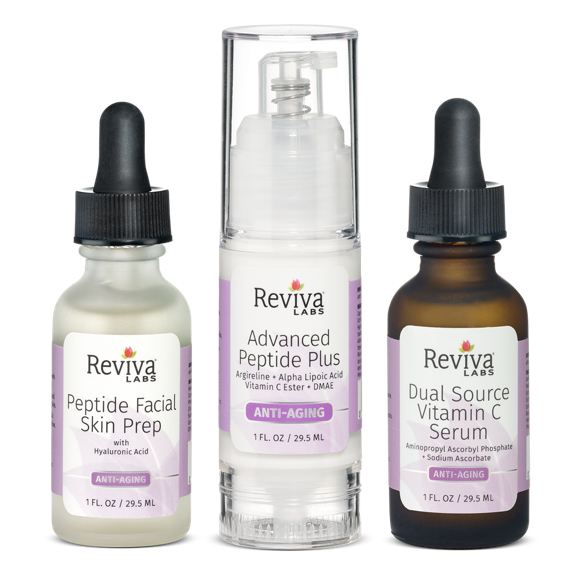 Reviva
LABS
Peptide Facial
Skin Prep
with
Hyaluronic Acid
ANTI-AGING
1 FL. OZ / 29.5 ML
Reviva
LABS
Advanced
Peptide Plus
Argireline + Alpha Lipoic Acid
Vitamin C Ester + DMAE
ANTI-AGING
1 FL. OZ / 29.5 ML
Reviva
LABS
Dual Source
Vitamin C
Serum
Aminopropyl Ascorbyl Phosphate
+ Sodium Ascorbate
ANTI-AGING
1 FL. OZ / 29.5 ML